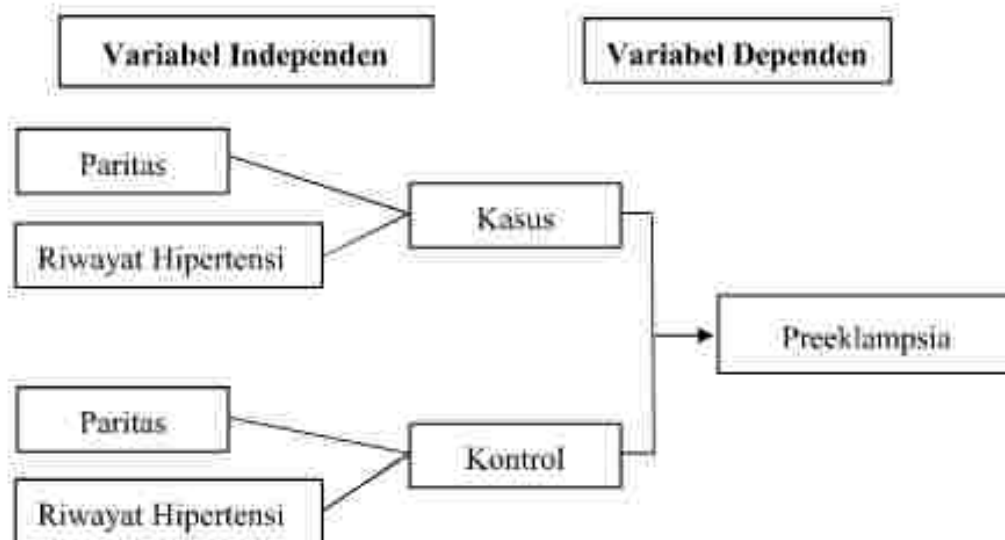 Variabel Independen
Variabel Dependen
Paritas
Riwayat Hipertensi
Kasus
Preeklampsia
Paritas
Riwayat Hipertensi
Kontrol